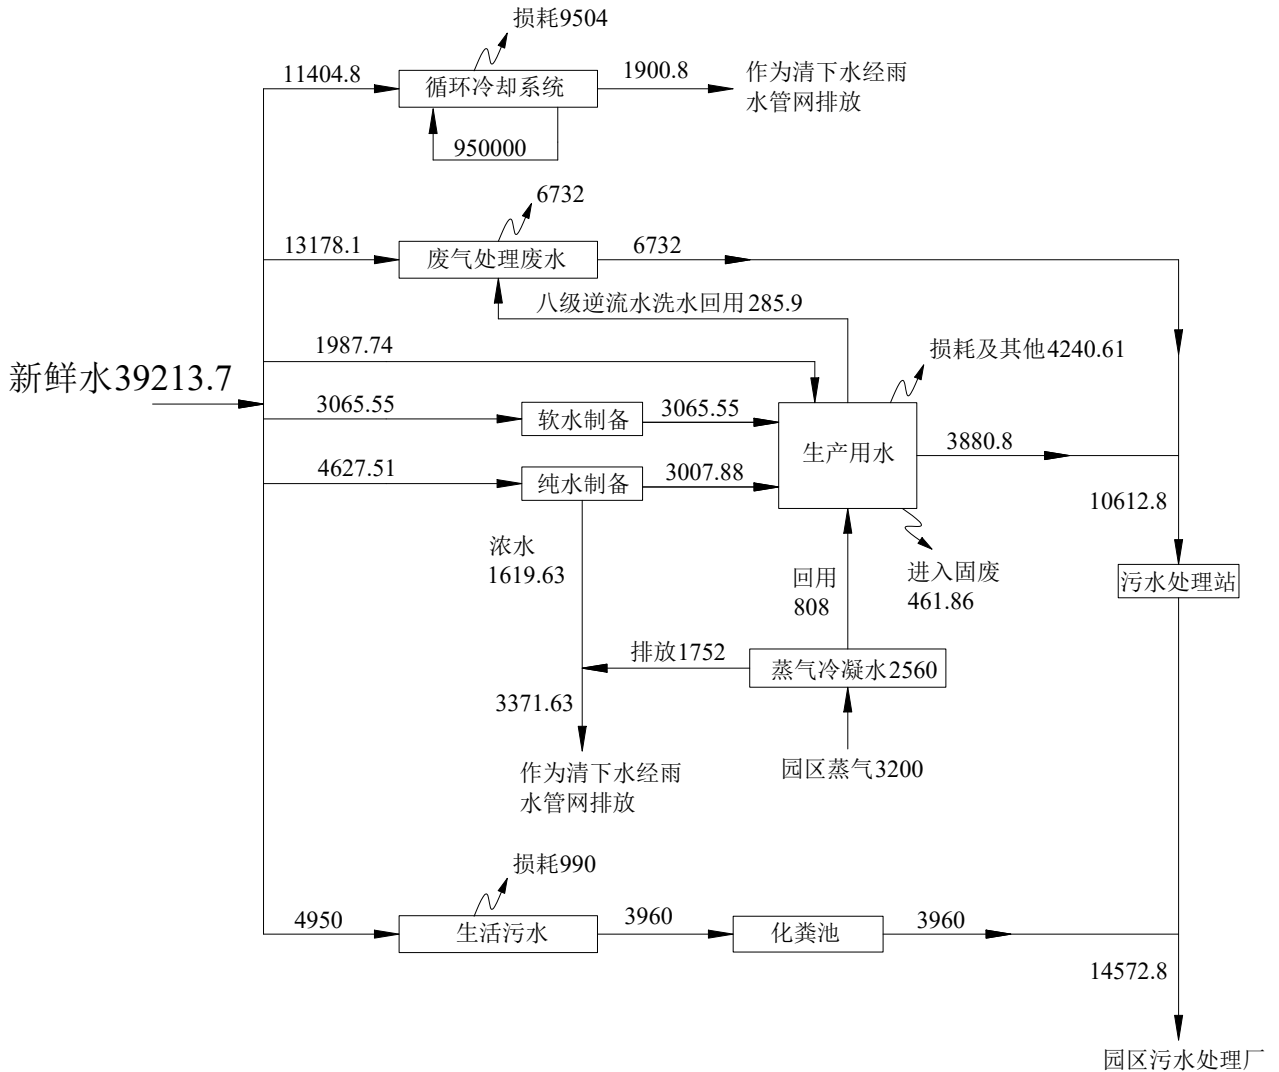 损耗9504
11404.8
循环冷却系统
1900.8
作为清下水经雨
水管网排放
950000
6732
13178.1
废气处理废水
6732
八级逆流水洗水回用285.9
1987.74
损耗及其他4240.61
新鲜水39213.7
3065.55
软水制备
3065.55
生产用水
3880.8
4627.51
纯水制备
3007.88
10612.8
浓水
1619.63
回用
808
进入固废
461.86
污水处理站
排放1752
蒸气冷凝水2560
3371.63
园区蒸气3200
作为清下水经雨
水管网排放
损耗990
4950
生活污水
3960
化粪池
3960
14572.8
园区污水处理厂